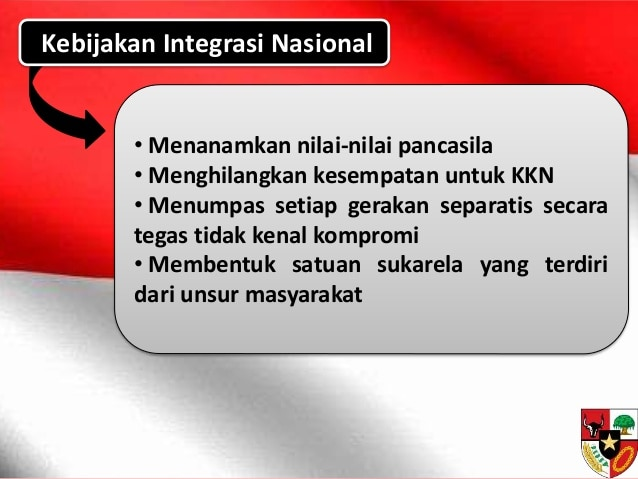 Kebijakan Integrasi Nasional
• Menanamkan nilai-nilai pancasila
• Menghilangkan kesempatan untuk KKN
• Menumpas setiap gerakan separatis secara
tegas tidak kenal kompromi
• Membentuk satuan sukarela yang terdiri
dari unsur masyarakat